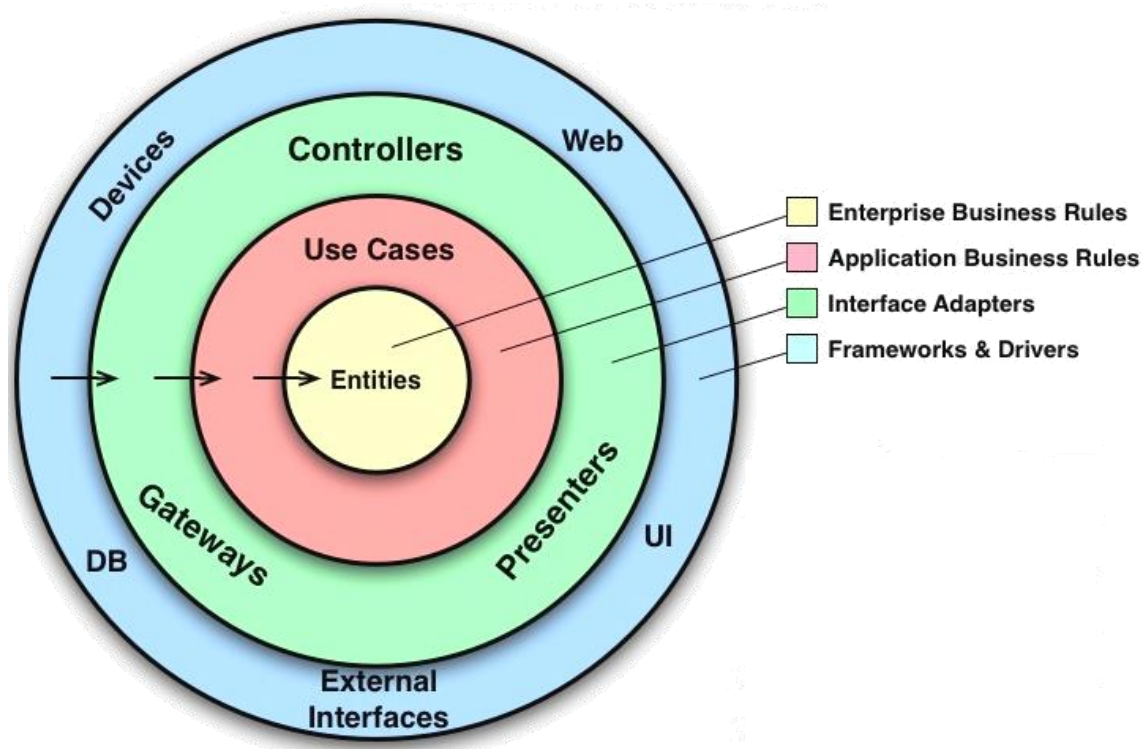 Controllers
Web
Devices
Use Cases
Entities
Gateways
Presenters
DB
UI
External
Interfaces
Enterprise Business Rules
Application Business Rules
Interface Adapters
Frameworks & Drivers